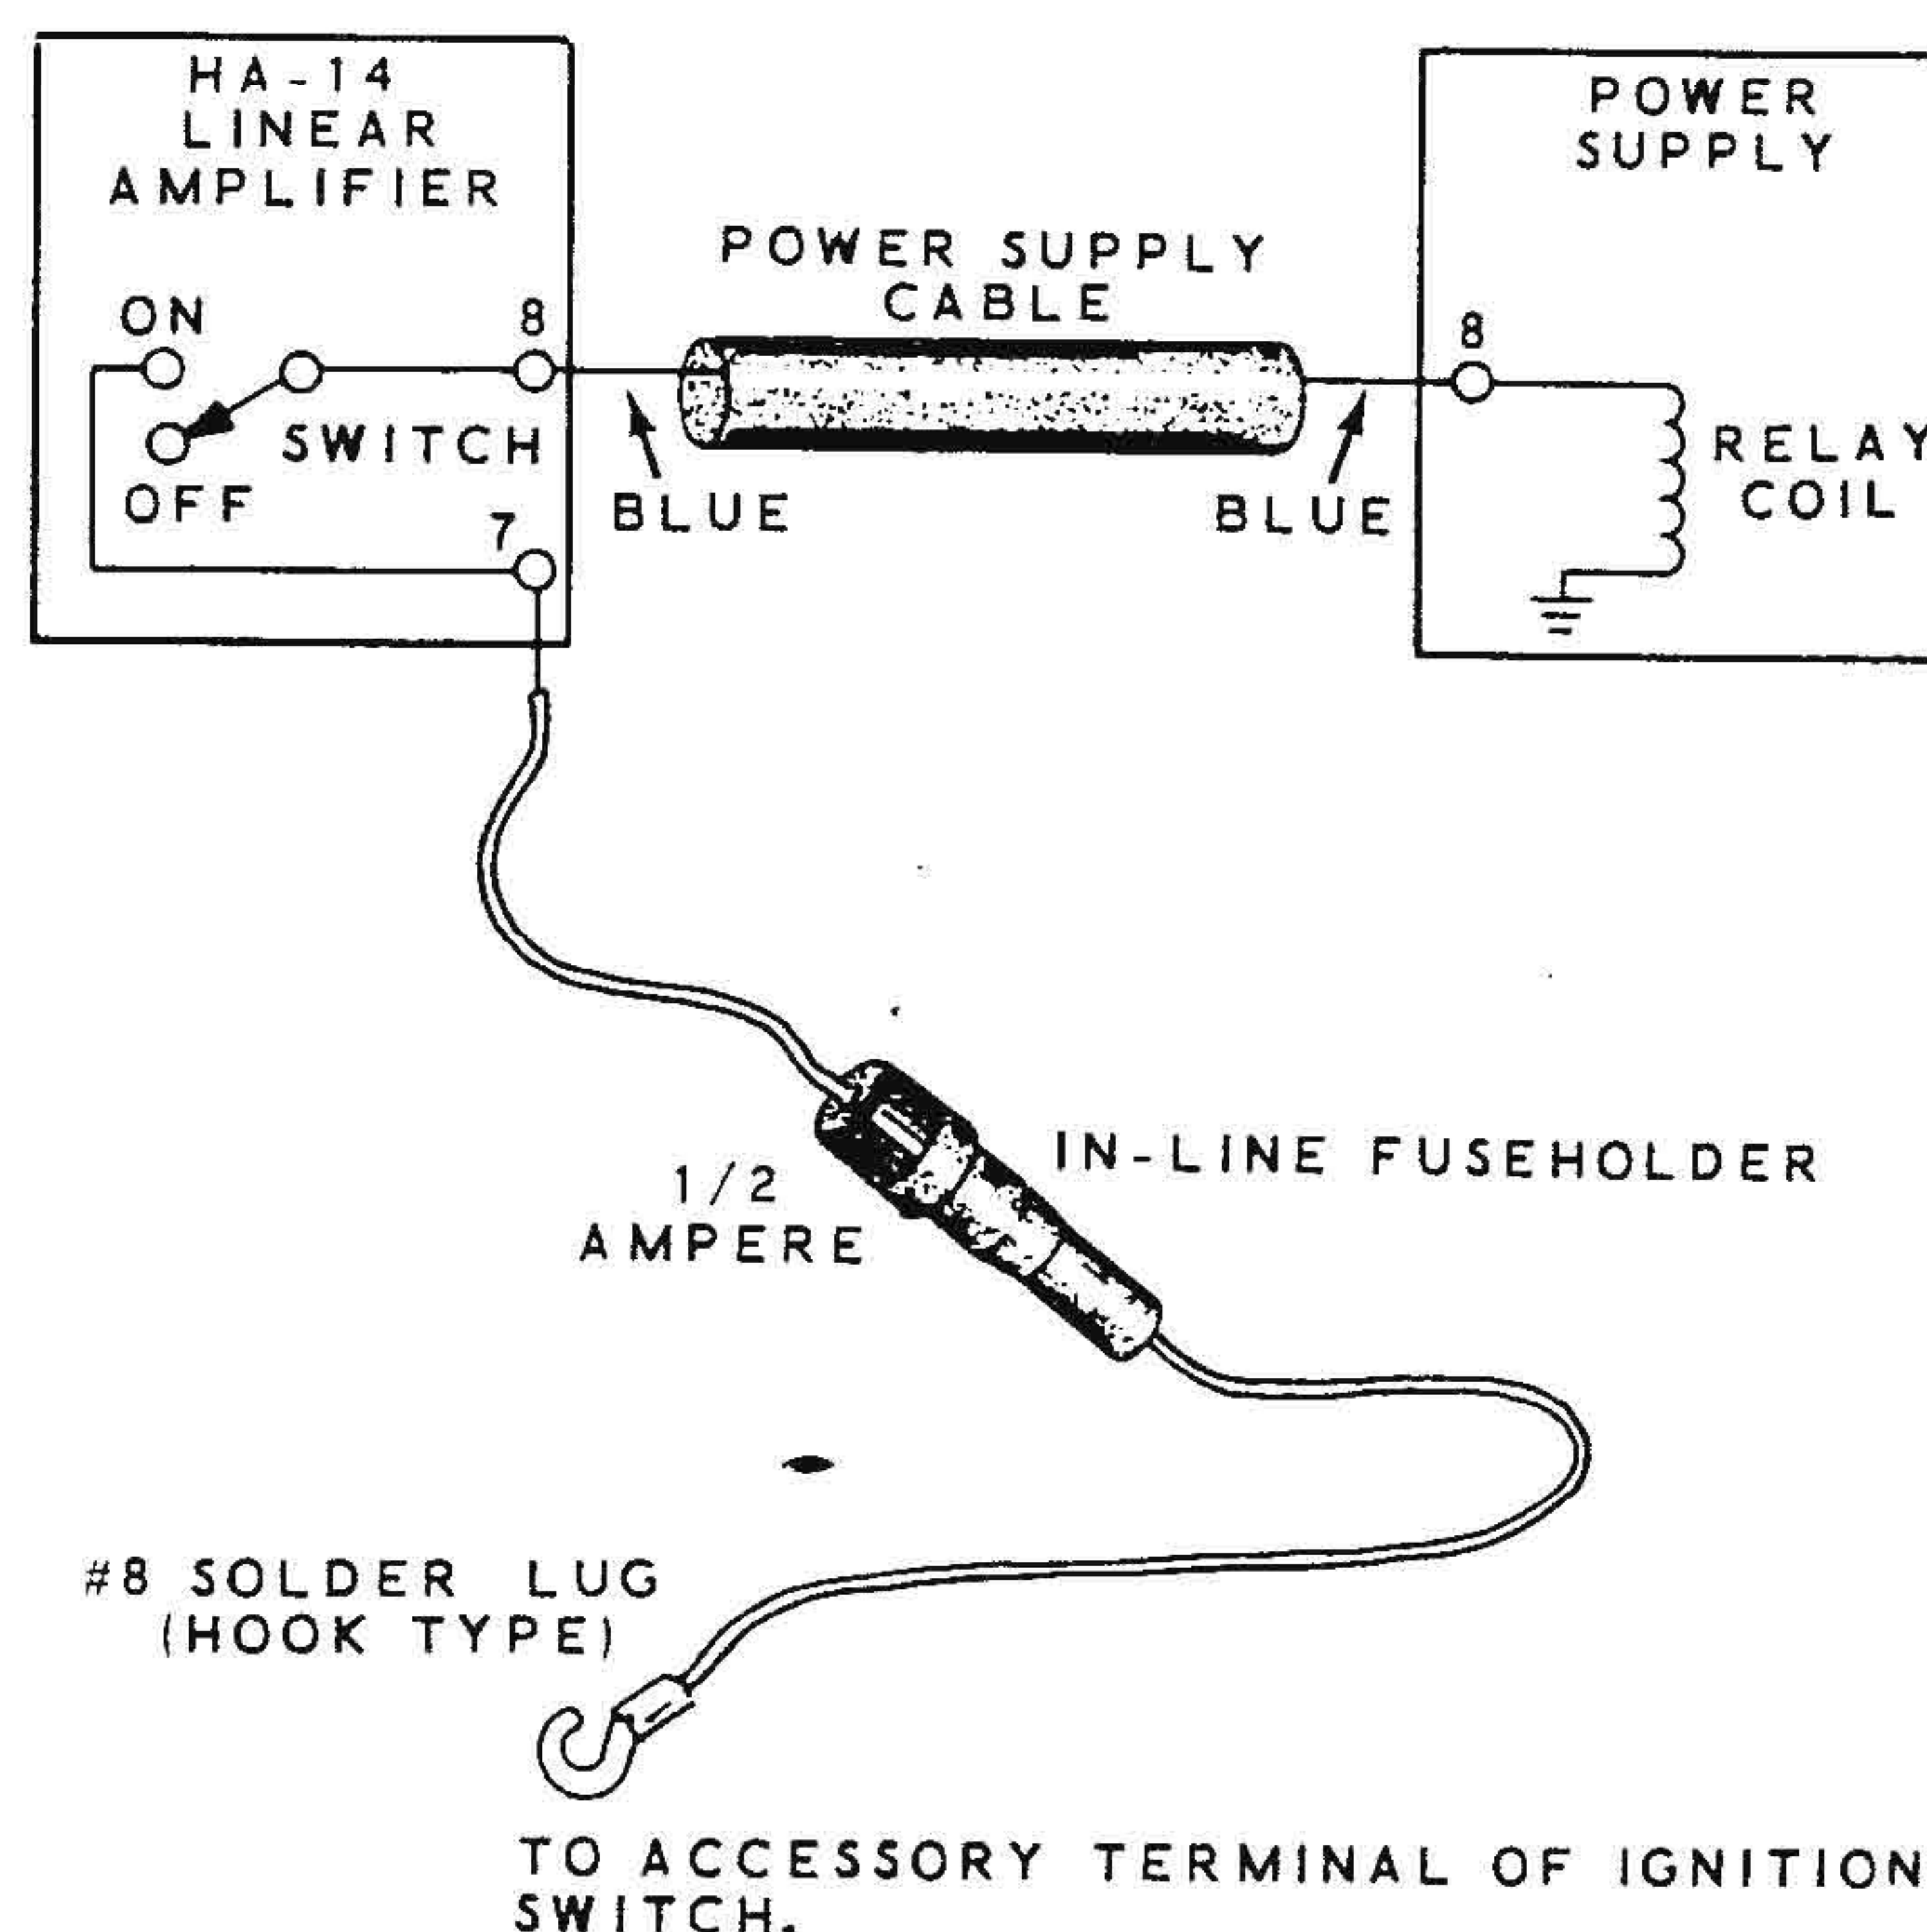 HA-14
LINEAR
AMPLIFIER
POWER
SUPPLY
POWER SUPPLY
CABLE
ON
8
8
SWITCH
OFF
RELAY
COIL
BLUE
BLUE
7
IN-LINE FUSEHOLDER
1/2
AMPERE
#8 SOLDER LUG
(HOOK TYPE)
TO ACCESSORY TERMINAL OF IGNITION
SWITCH.